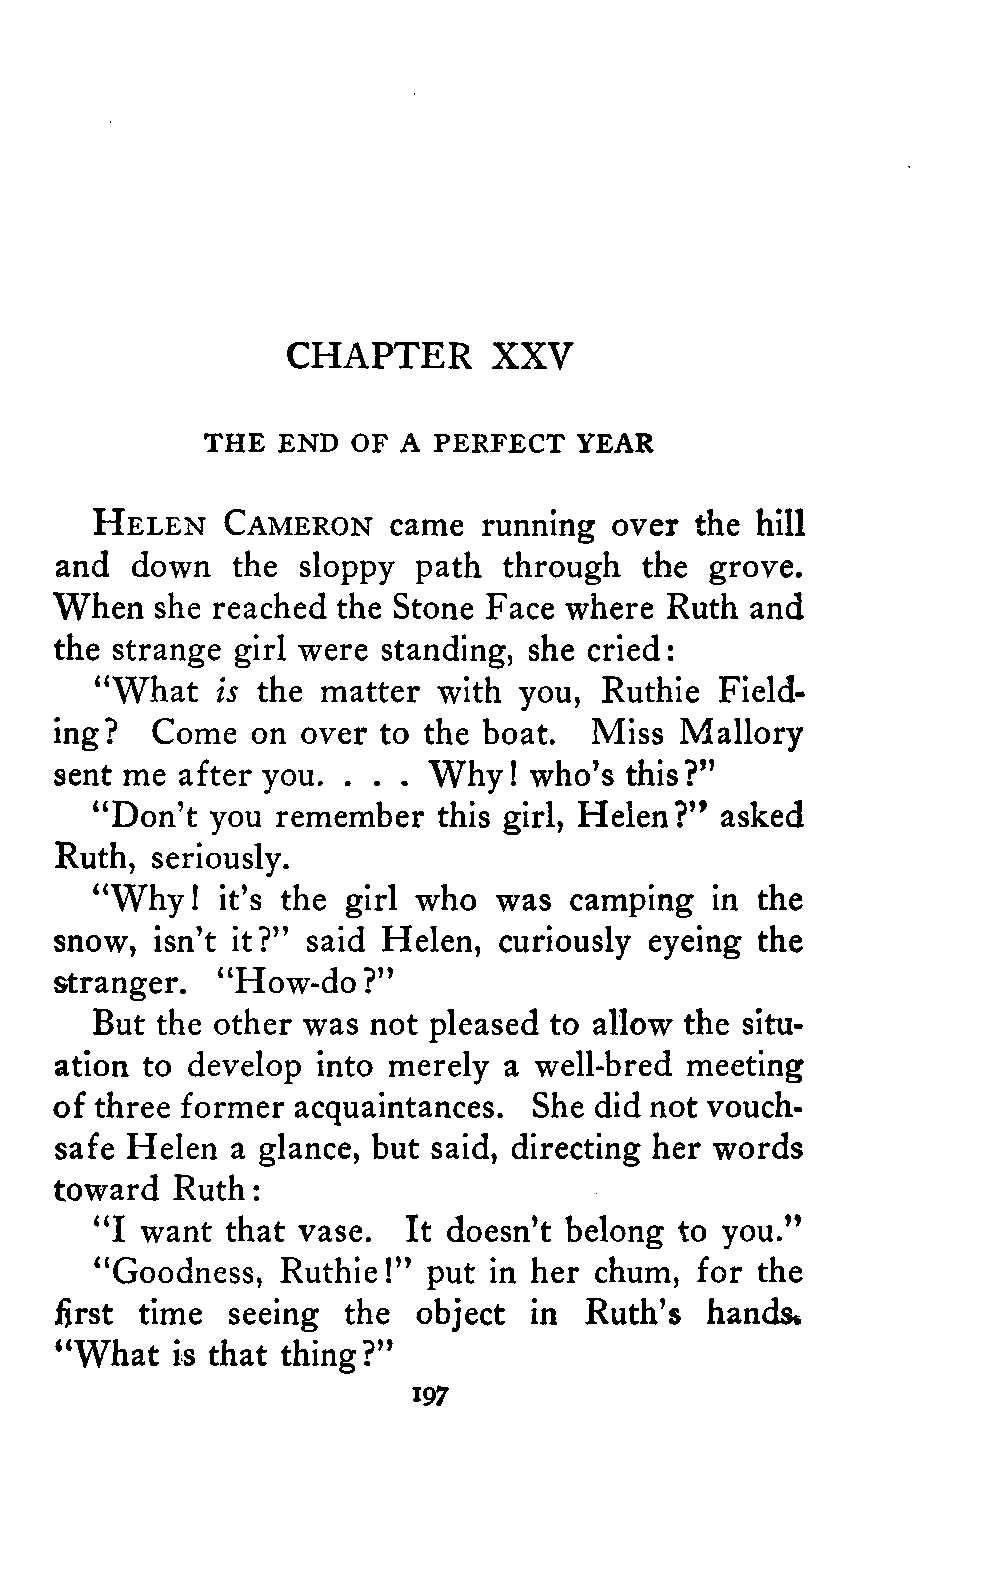 CHAPTER XXV
THE END OF A PERFECT YEAR
HELEN CAMERON came running over the hill
and down the sloppy path through the grove.
When she reached the Stone Face where Ruth and
the strange girl were standing, she cried:
"What is the matter with you, Ruthie Field-
ing? Come on over to the boat. Miss Mallory
sent me after you. . . . Why! who's this?"
"Don't you remember this girl, Helen?" asked
Ruth, seriously.
"Why! it's the girl who was camping in the
snow, isn't it?" said Helen, curiously eyeing the
stranger. "How-do?"
But the other was not pleased to allow the situ-
ation to develop into merely a well-bred meeting
of three former acquaintances. She did not vouch-
safe Helen a glance, but said, directing her words
toward Ruth:
"I want that vase. It doesn't belong to you."
"Goodness, Ruthie!" put in her chum, for the
first time seeing the object in Ruth's hands.
"What is that thing?"
197